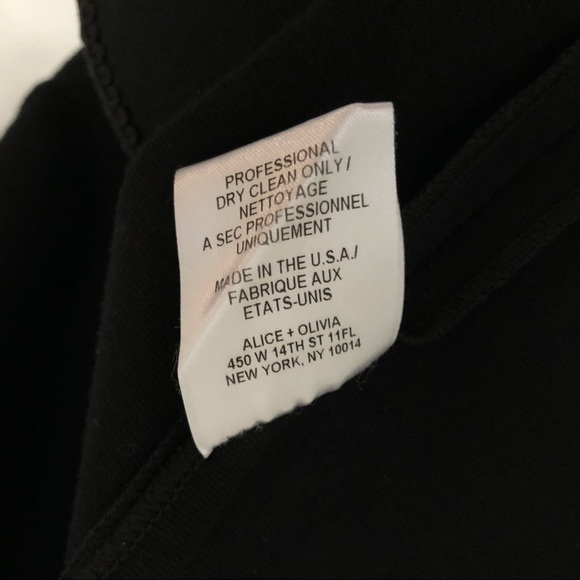 PROFESSIONAL
DRY CLEAN ONLY /
NETTOYAGE
A SEC PROFESSIONNEL
UNIQUEMENT
MADE IN THE U.S.A./
FABRIQUE AUX
ETATS-UNIS
ALICE + OLIVIA
450 W 14TH ST 11FL
NEW YORK, NY 10014